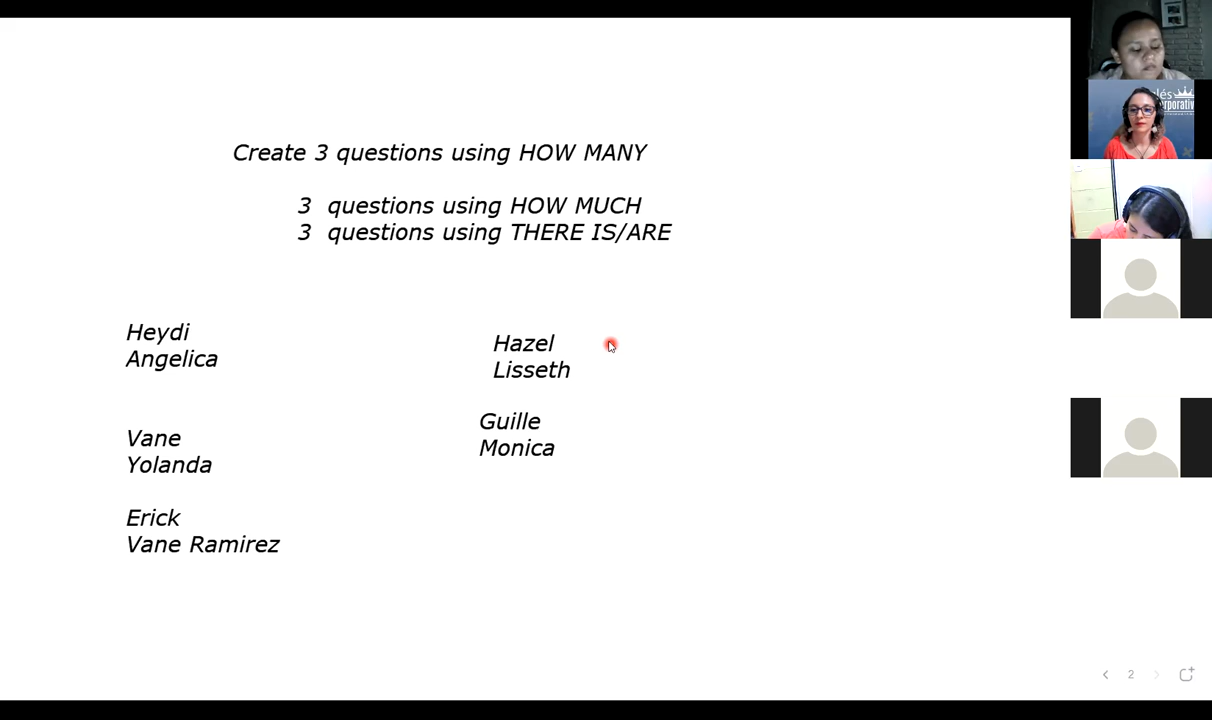 Create 3 questions using HOW MANY
3 questions using HOW MUCH
3 questions using THERE IS/ARE
Heydi
Angelica
Hazel
Lisseth
Vane
Yolanda
Guille
Monica
Erick
Vane Ramirez
2